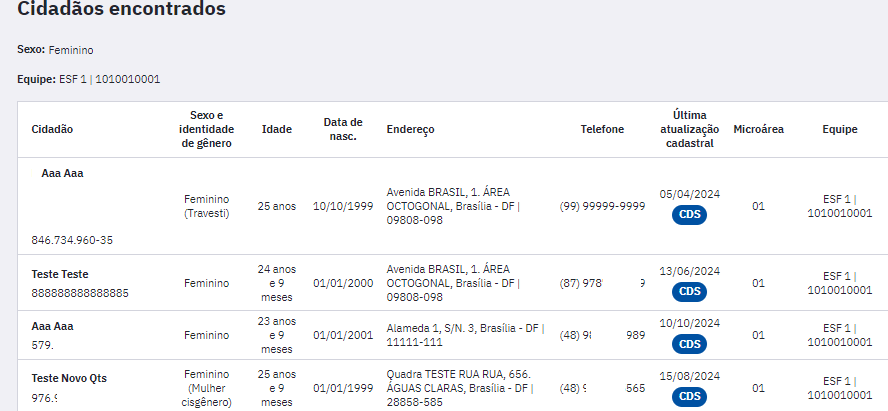 Cidadãos encontrados
Sexo: Feminino
Equipe: ESF 1 | 1010010001
Cidadão
Sexo e
identidade
de gênero
Idade
Data de
nasc.
Endereço
Telefone
Última
atualização
cadastral
Microárea
Equipe
Aaa Aaa
846.734.960-35
Feminino
(Travesti)
25 anos
10/10/1999
Avenida BRASIL, 1. ÁREA
OCTOGONAL, Brasília - DF |
09808-098
(99) 99999-9999
05/04/2024
CDS
01
ESF 1 |
1010010001
Teste Teste
888888888888885
Feminino
24 anos
e 9
meses
01/01/2000
Avenida BRASIL, 1. ÁREA
OCTOGONAL, Brasília - DF |
09808-098
(87) 978 9
13/06/2024
CDS
01
ESF 1 |
1010010001
Aaa Aaa
579.
Feminino
23 anos
e 9
meses
01/01/2001
Alameda 1, S/N. 3, Brasília - DF |
11111-111
(48) 98 989
10/10/2024
CDS
01
ESF 1 |
1010010001
Teste Novo Qts
976.
Feminino
(Mulher
cisgênero)
25 anos
e 9
meses
01/01/1999
Quadra TESTE RUA RUA, 656.
ÁGUAS CLARAS, Brasília - DF |
28858-585
(48) 9 565
15/08/2024
CDS
01
ESF 1 |
1010010001